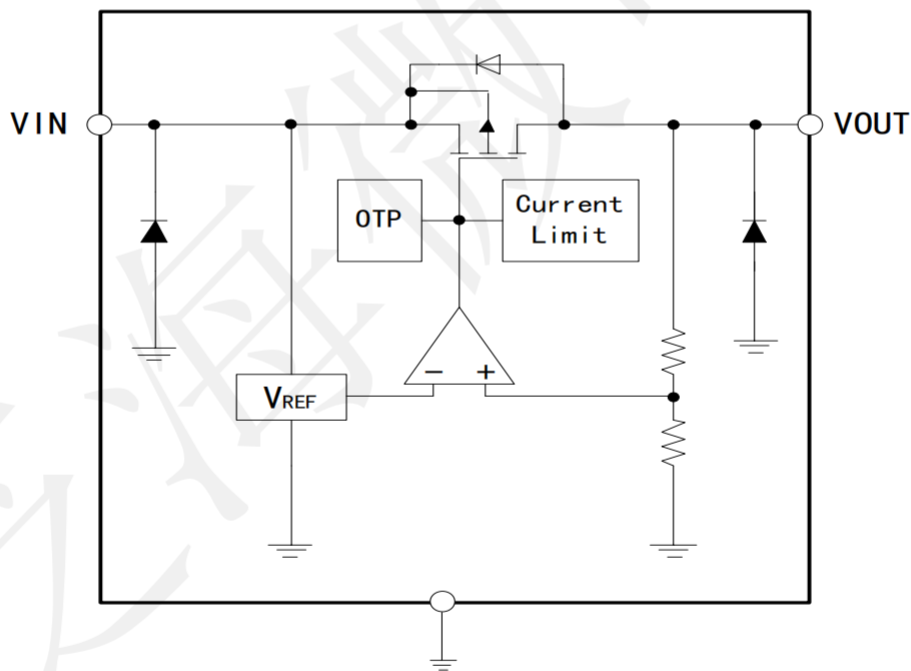 VIN
VOUT
OTP
Current
Limit
− +
VREF